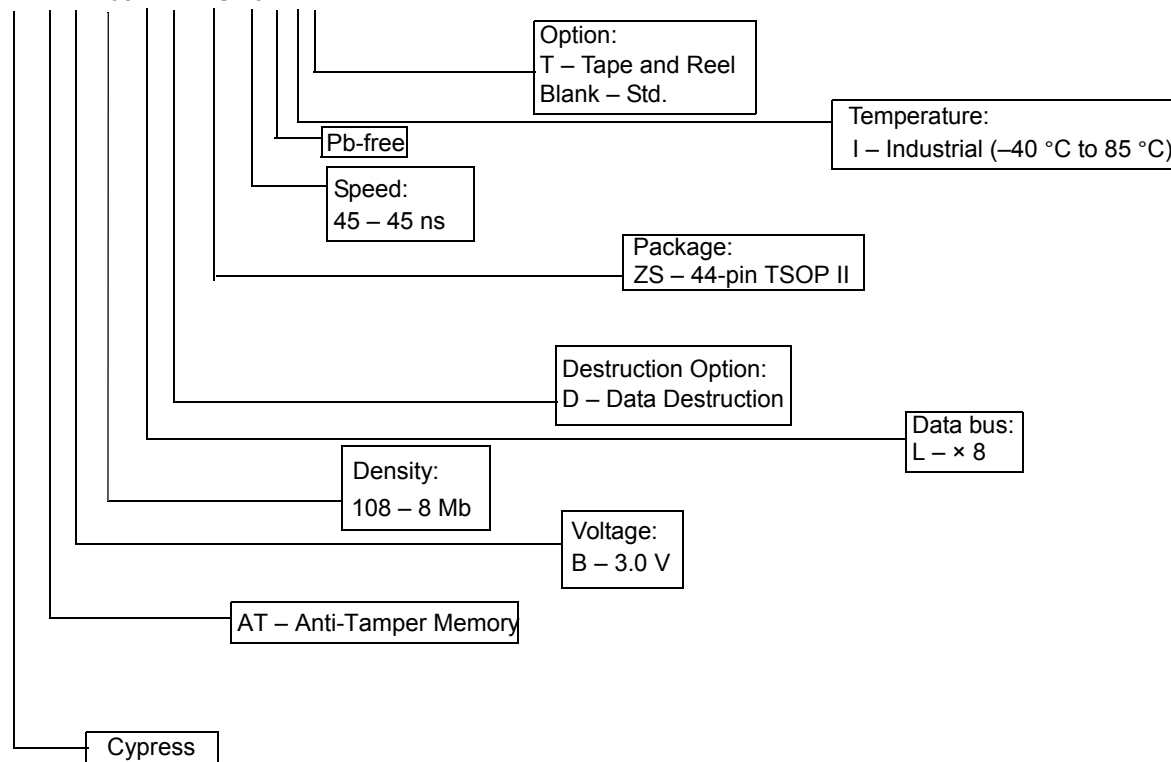 Option:
T – Tape and Reel
Blank – Std.
Temperature:
I – Industrial (–40 °C to 85 °C)
Pb-free
Speed:
45 – 45 ns
Package:
ZS – 44-pin TSOP II
Destruction Option:
D – Data Destruction
Data bus:
L – × 8
Density:
108 – 8 Mb
Voltage:
B – 3.0 V
AT – Anti-Tamper Memory
Cypress